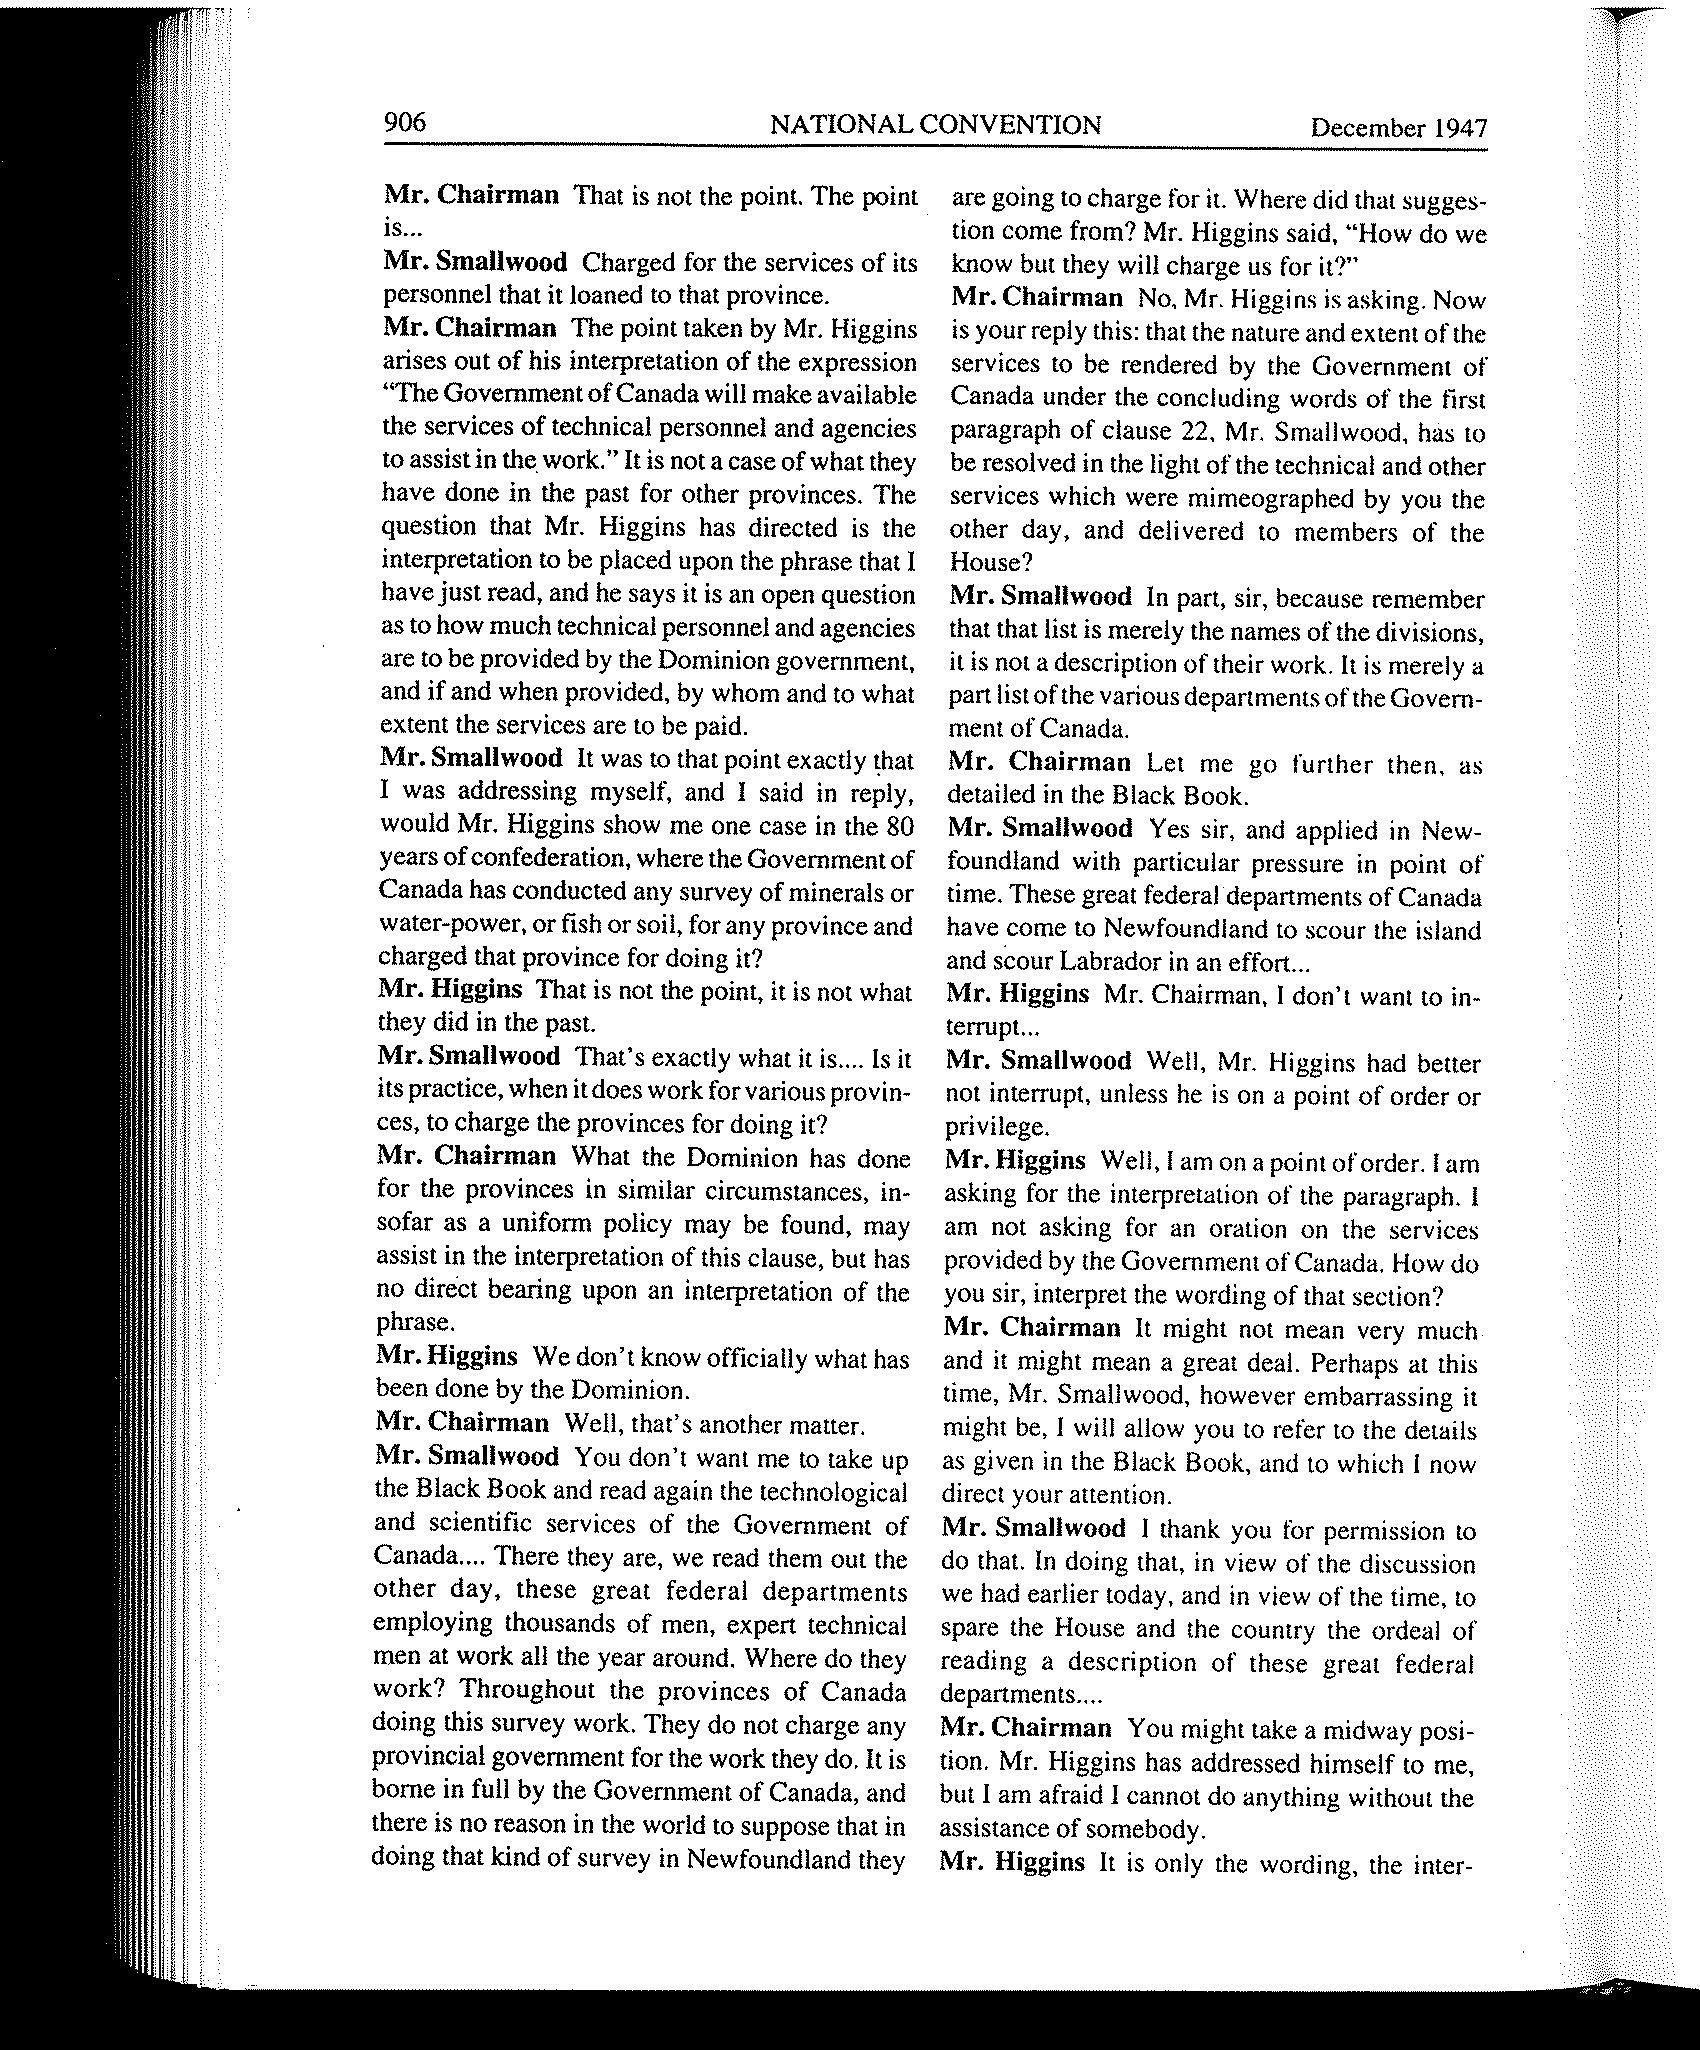 906 NATIONAL CONVENTION December 1947
Mr. Chairman That is not the point. The point
is...
Mr. Smallwood Charged for the services of its
personnel that it loaned to that province.
Mr. Chairman The point taken by Mr. Higgins
arises out of his interpretation of the expression
“The Government of Canada will make available
the services of technical personnel and agencies
to assist in the work.” It is not a case of what they
have done in the past for other provinces. The
question that Mr. Higgins has directed is the
interpretation to be placed upon the phrase that I
have just read, and he says it is an open question
as to how much technical personnel and agencies
are to be provided by the Dominion government,
and if and when provided, by whom and to what
extent the services are to be paid.
Mr. Smallwood It was to that point exactly that
I was addressing myself, and I said in reply,
would Mr. Higgins show me one case in the 80
years of confederation, where the Government of
Canada has conducted any survey of minerals or
water-power, or fish or soil, for any province and
charged that province for doing it?
Mr. Higgins That is not the point, it is not what
they did in the past.
Mr. Smallwood That's exactly what it is.... Is it
its practice, when it does work for various provin-
ces, to charge the provinces for doing it?
Mr. Chairman What the Dominion has done
for the provinces in similar circumstances, in-
sofar as a uniform policy may be found, may
assist in the interpretation of this clause, but has
no direct bearing upon an interpretation of the
phrase.
Mr. Higgins We don't know officially what has
been done by the Dominion.
Mr. Chairman Well, that's another matter.
Mr. Smallwood You don't want me to take up
the Black Book and read again the technological
and scientific services of the Government of
Canada.... There they are, we read them out the
other day, these great federal departments
employing thousands of men, expert technical
men at work all the year around. Where do they
work? Throughout the provinces of Canada
doing this survey work. They do not charge any
provincial government for the work they do. It is
borne in full by the Government of Canada, and
there is no reason in the world to suppose that in
doing that kind of survey in Newfoundland they
are going to charge for it. Where did that sugges-
tion come from? Mr. Higgins said, “How do we
know but they will charge us for it?”
Mr. Chairman No, Mr. Higgins is asking. Now
is your reply this: that the nature and extent of the
services to be rendered by the Government of
Canada under the concluding words of the first
paragraph of clause 22, Mr. Smallwood, has to
be resolved in the light of the technical and other
services which were mimeographed by you the
other day, and delivered to members of the
House?
Mr. Smallwood In part, sir, because remember
that that list is merely the names of the divisions,
it is not a description of their work. It is merely a
part list of the various departments of the Govern-
ment of Canada.
Mr. Chairman Let me go further then, as
detailed in the Black Book.
Mr. Smallwood Yes sir, and applied in New-
foundland with particular pressure in point of
time. These great federal departments of Canada
have come to Newfoundland to scour the island
and scour Labrador in an effort...
Mr. Higgins Mr. Chairman, I don't want to in-
terrupt...
Mr. Smallwood Well, Mr. Higgins had better
not interrupt, unless he is on a point of order or
privilege.
Mr. Higgins Well, I am on a point of order. I am
asking for the interpretation of the paragraph. I
am not asking for an oration on the services
provided by the Government of Canada. How do
you sir, interpret the wording of that section?
Mr. Chairman It might not mean very much
and it might mean a great deal. Perhaps at this
time, Mr. Smallwood, however embarrassing it
might be, I will allow you to refer to the details
as given in the Black Book, and to which I now
direct your attention.
Mr. Smallwood I thank you for permission to
do that. In doing that, in view of the discussion
we had earlier today, and in view of the time, to
spare the House and the country the ordeal of
reading a description of these great federal
departments....
Mr. Chairman You might take a midway posi-
tion. Mr. Higgins has addressed himself to me,
but I am afraid I cannot do anything without the
assistance of somebody.
Mr. Higgins It is only the wording, the inter-